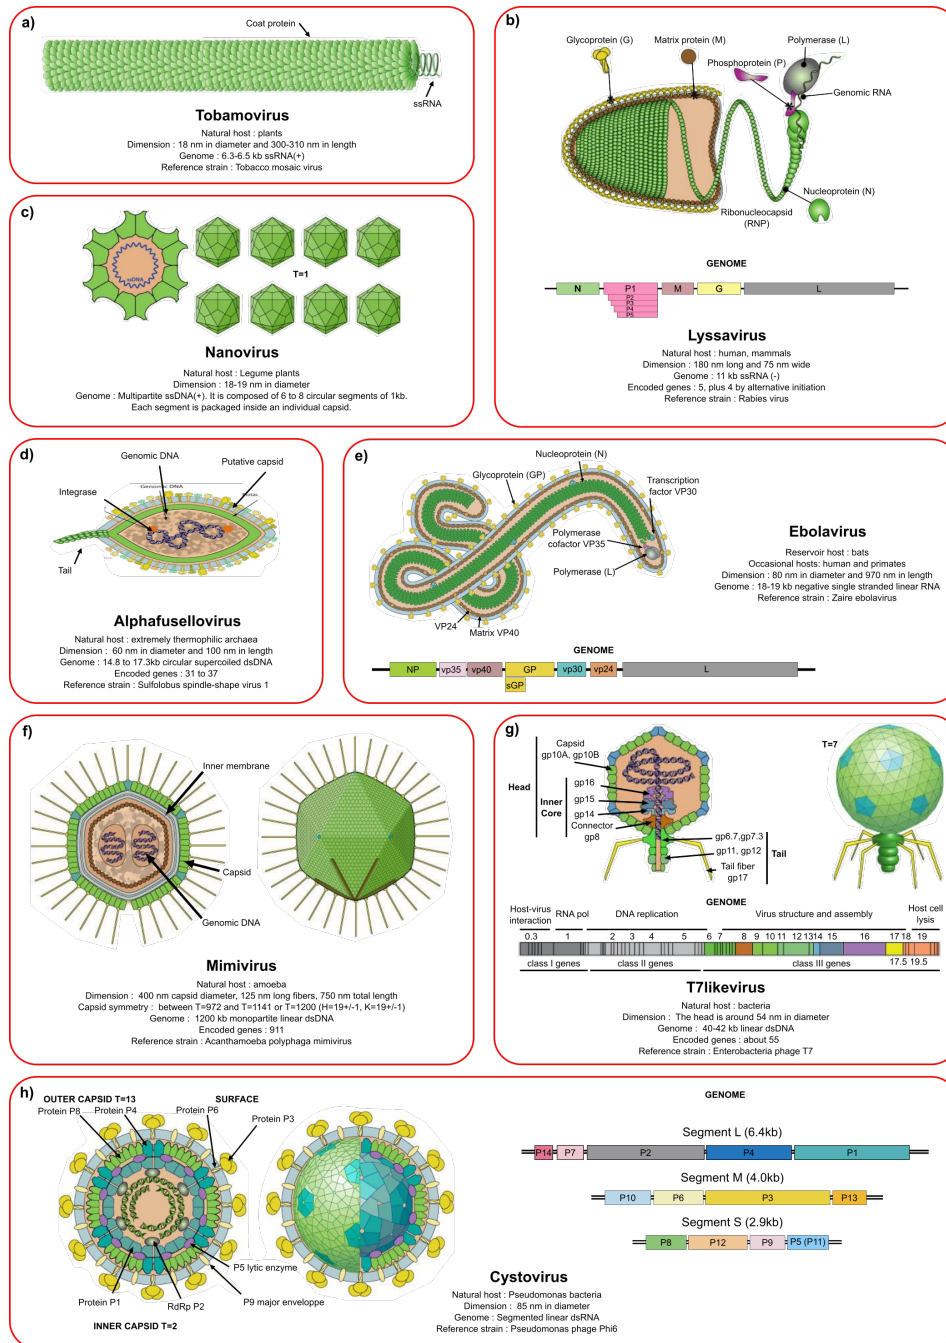 a)
Coat protein
ssRNA
Tobamovirus
Natural host : plants
Dimension : 18 nm in diameter and 300-310 nm in length
Genome : 6.3-6.5 kb ssRNA(+)
Reference strain : Tobacco mosaic virus
b)
Glycoprotein (G)
Matrix protein (M)
Polymerase (L)
Phosphoprotein (P)
Genomic RNA
Nucleoprotein (N)
Ribonucleocapsid
(RNP)
GENOME
N
P1
M
G
L
P2
P3
P4
P5
Lyssavirus
Natural host : human, mammals
Dimension : 180 nm long and 75 nm wide
Genome : 11 kb ssRNA (-)
Encoded genes : 5, plus 4 by alternative initiation
Reference strain : Rabies virus
c)
ssDNA
T=1
Nanovirus
Natural host : Legume plants
Dimension : 18-19 nm in diameter
Genome : Multipartite ssDNA(+). It is composed of 6 to 8 circular segments of 1kb.
Each segment is packaged inside an individual capsid.
d)
Genomic DNA
Putative capsid
Genomic DNA
Integrase
Tail
Alphafusellovirus
Natural host : extremely thermophilic archaea
Dimension : 60 nm in diameter and 100 nm in length
Genome : 14.8 to 17.3kb circular supercoiled dsDNA
Encoded genes : 31 to 37
Reference strain : Sulfolobus spindle-shape virus 1
e)
Nucleoprotein (N)
Glycoprotein (GP)
Transcription
factor VP30
Polymerase
cofactor VP35
Polymerase (L)
VP24
Matrix VP40
Ebolavirus
Reservoir host : bats
Occasional hosts: human and primates
Dimension : 80 nm in diameter and 970 nm in length
Genome : 18-19 kb negative single stranded linear RNA
Reference strain : Zaire ebolavirus
GENOME
NP
vp35
vp40
GP
vp30
vp24
L
sGP
f)
Inner membrane
Capsid
Genomic DNA
Mimivirus
Natural host : amoeba
Dimension : 400 nm capsid diameter, 125 nm long fibers, 750 nm total length
Capsid symmetry : between T=972 and T=1141 or T=1200 (H=19+/-1, K=19+/-1)
Genome : 1200 kb monopartite linear dsDNA
Encoded genes : 911
Reference strain : Acanthamoeba polyphaga mimivirus
g)
Capsid
gp10A, gp10B
Head
Inner
Core
gp16
gp15
gp14
Connector
gp8
gp6.7,gp7.3
gp11, gp12
Tail
Tail fiber
gp17
T=7
GENOME
Host-virus
interaction
RNA pol
DNA replication
Virus structure and assembly
Host cell
lysis
0.3 1 2 3 4 5 6 7 8 9 10 11 12 1314 15 16 17 18 19
class I genes
class II genes
class III genes
17.5
19.5
T7likevirus
Natural host : bacteria
Dimension : The head is around 54 nm in diameter
Genome : 40-42 kb linear dsDNA
Encoded genes : about 55
Reference strain : Enterobacteria phage T7
h)
OUTER CAPSID T=13
SURFACE
Protein P8
Protein P4
Protein P6
Protein P3
P5 lytic enzyme
Protein P1
RdRp P2
P9 major enveloppe
INNER CAPSID T=2
GENOME
Segment L (6.4kb)
P14
P7
P2
P4
P1
Segment M (4.0kb)
P10
P6
P3
P13
Segment S (2.9kb)
P8
P12
P9
P5 (P11)
Cystovirus
Natural host : Pseudomonas bacteria
Dimension : 85 nm in diameter
Genome : Segmented linear dsRNA
Reference strain : Pseudomonas phage Phi6